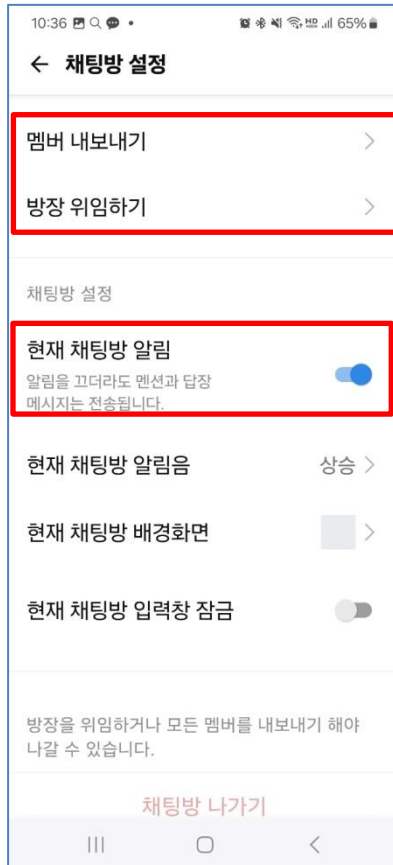 10:36
HD 65%
← 채팅방 설정
멤버 내보내기
방장 위임하기
채팅방 설정
현재 채팅방 알림
알림을 끄더라도 멘션과 답장
메시지는 전송됩니다.
현재 채팅방 알림음 상승
현재 채팅방 배경화면
현재 채팅방 입력창 잠금
방장을 위임하거나 모든 멤버를 내보내기 해야
나갈 수 있습니다.
채팅방 나가기